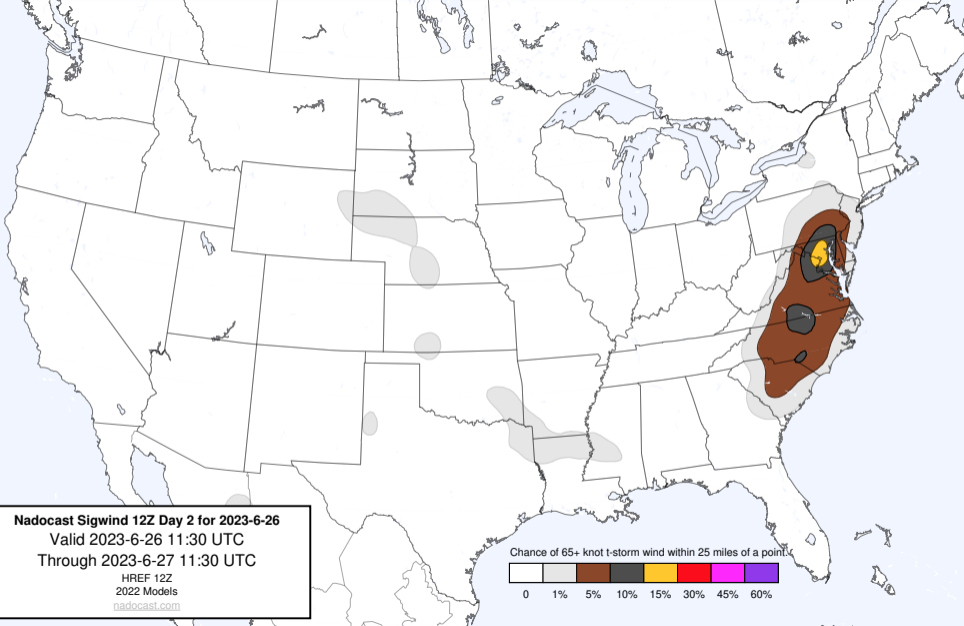 Nadocast Sigwind 12Z Day 2 for 2023-6-26
Valid 2023-6-26 11:30 UTC
Through 2023-6-27 11:30 UTC
HREF 12Z
2022 Models
nadocast.com
Chance of 65+ knot t-storm wind within 25 miles of a point.
0 1% 5% 10% 15% 30% 45% 60%